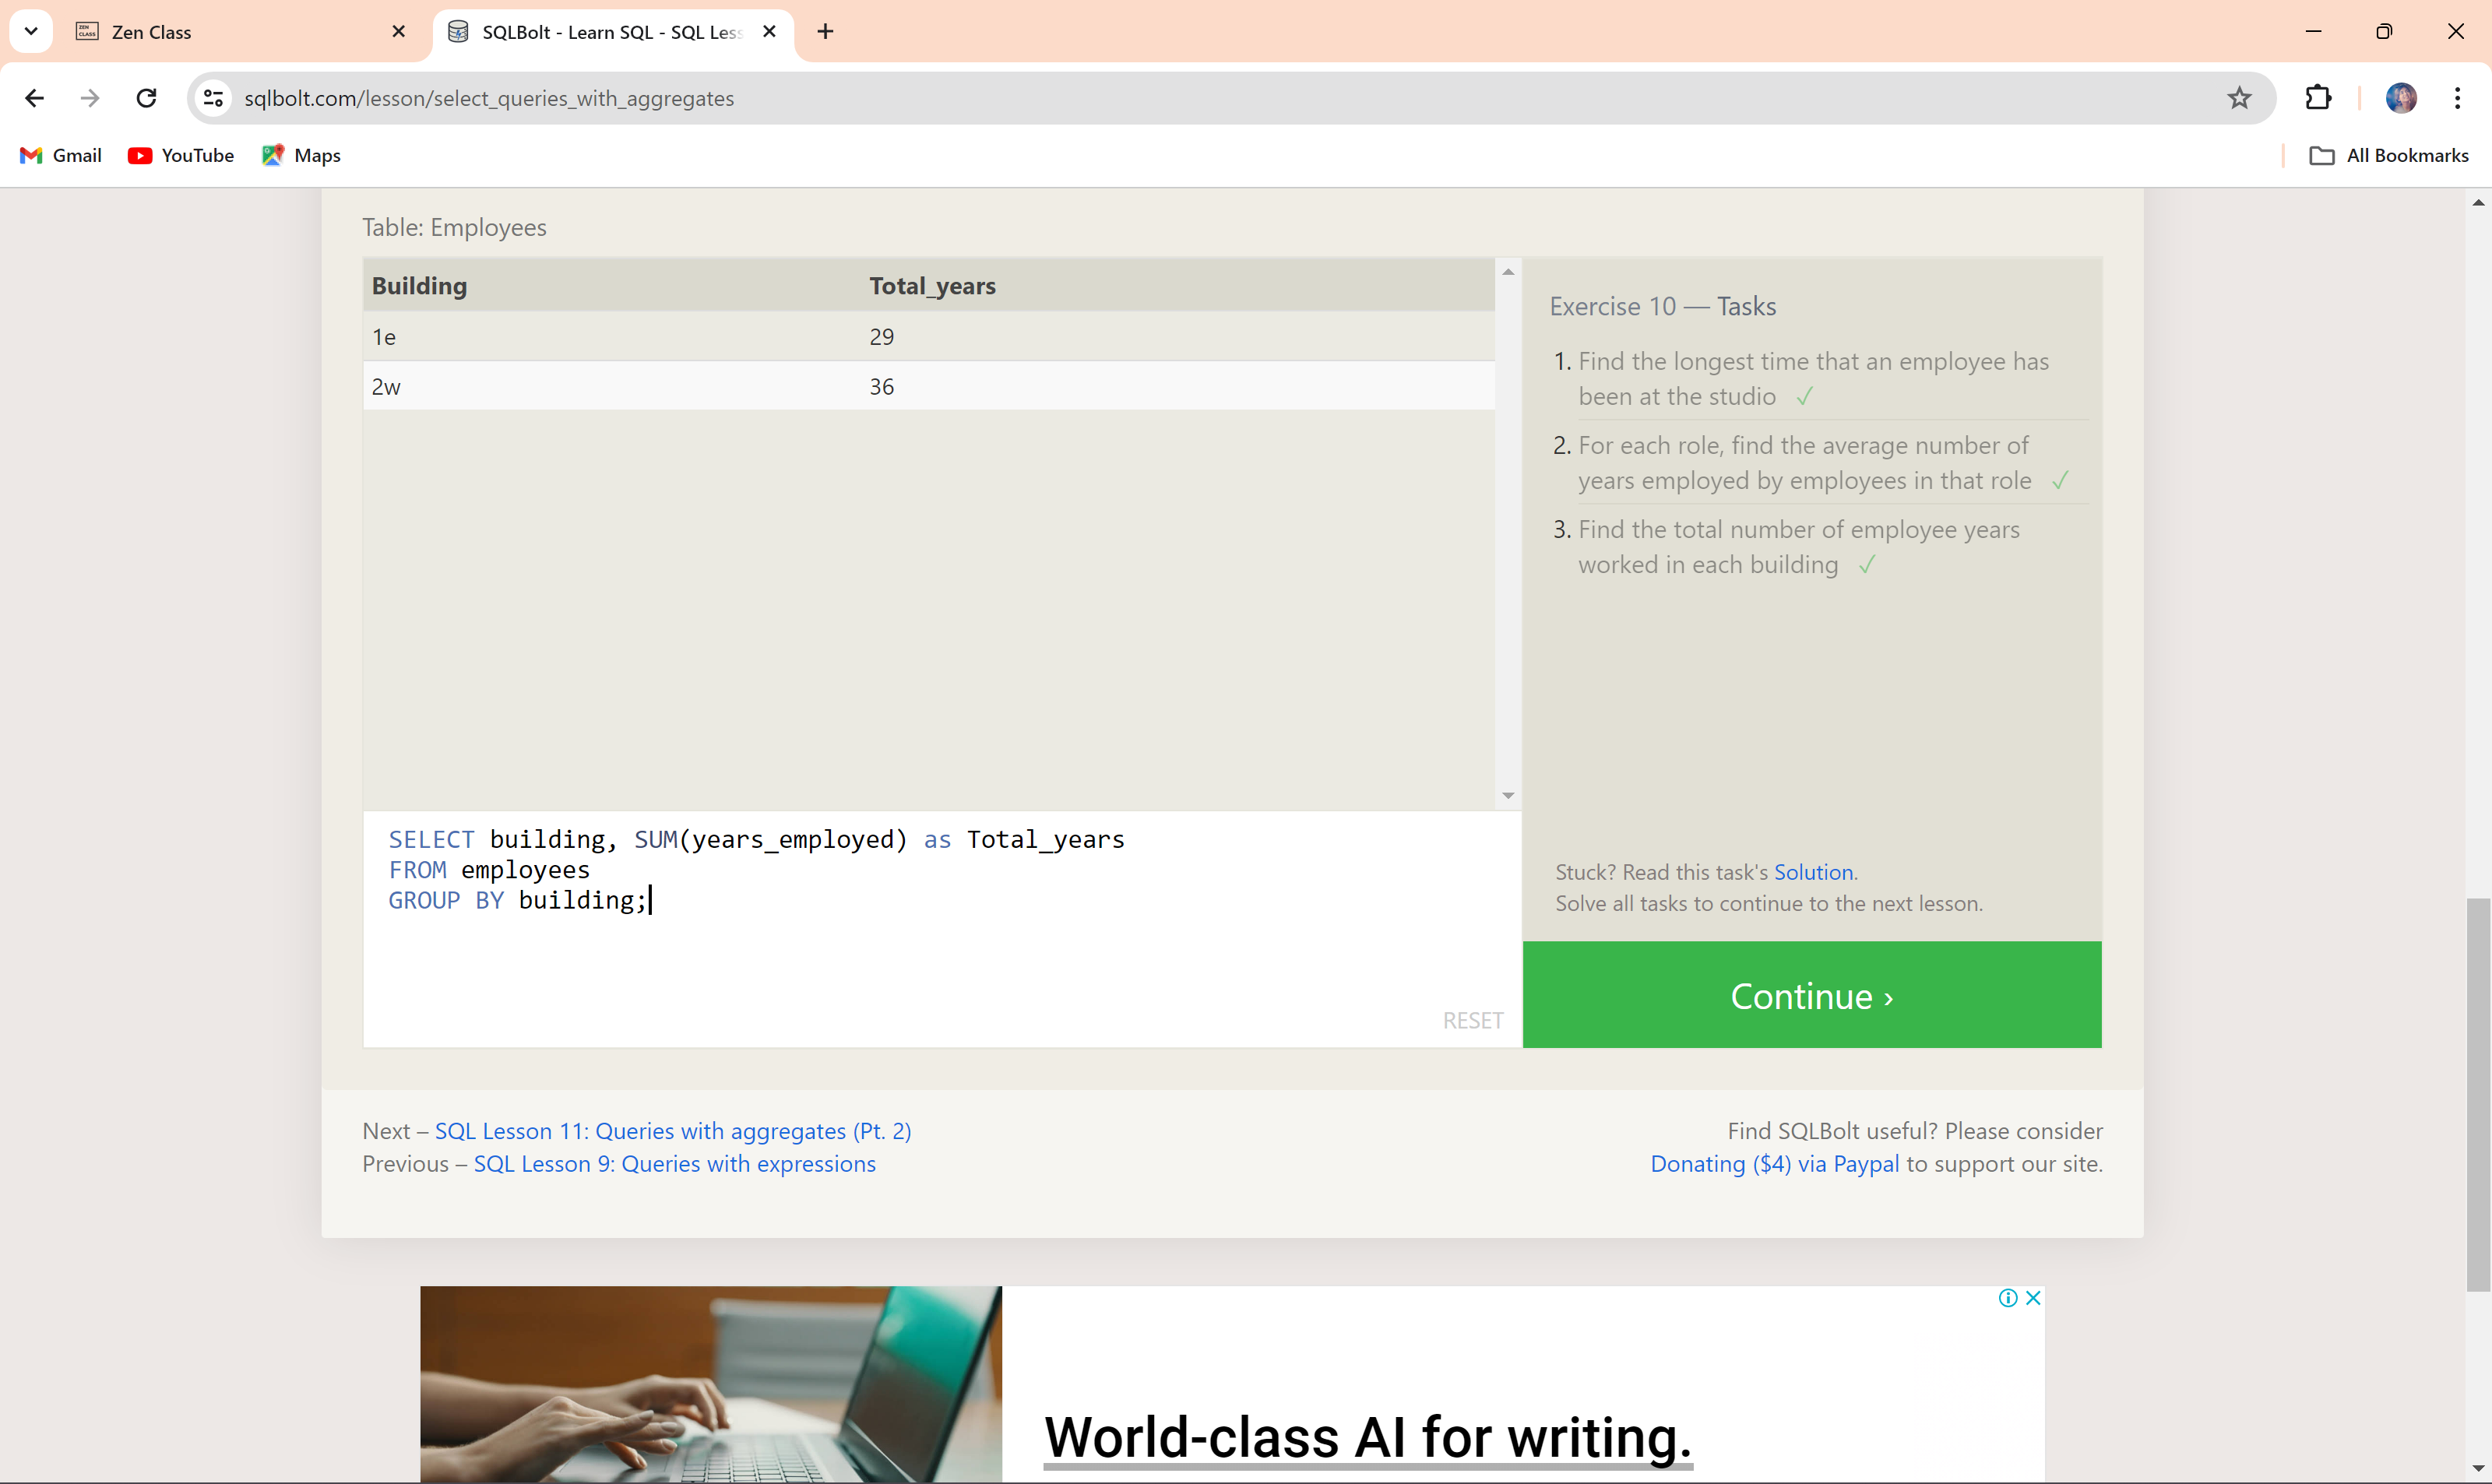 Zen Class
SQLBolt - Learn SQL - SQL Les
sqlbolt.com/lesson/select_queries_with_aggregates
Gmail
YouTube
Maps
All Bookmarks
Table: Employees
Building Total_years
1e 29
2w 36
SELECT building, SUM(years_employed) as Total_years
FROM employees
GROUP BY building;
RESET
Exercise 10 — Tasks
1. Find the longest time that an employee has
been at the studio ✓
2. For each role, find the average number of
years employed by employees in that role ✓
3. Find the total number of employee years
worked in each building ✓
Stuck? Read this task's Solution.
Solve all tasks to continue to the next lesson.
Continue ›
Next – SQL Lesson 11: Queries with aggregates (Pt. 2)
Previous – SQL Lesson 9: Queries with expressions
Find SQLBolt useful? Please consider
Donating ($4) via Paypal to support our site.
World-class AI for writing.